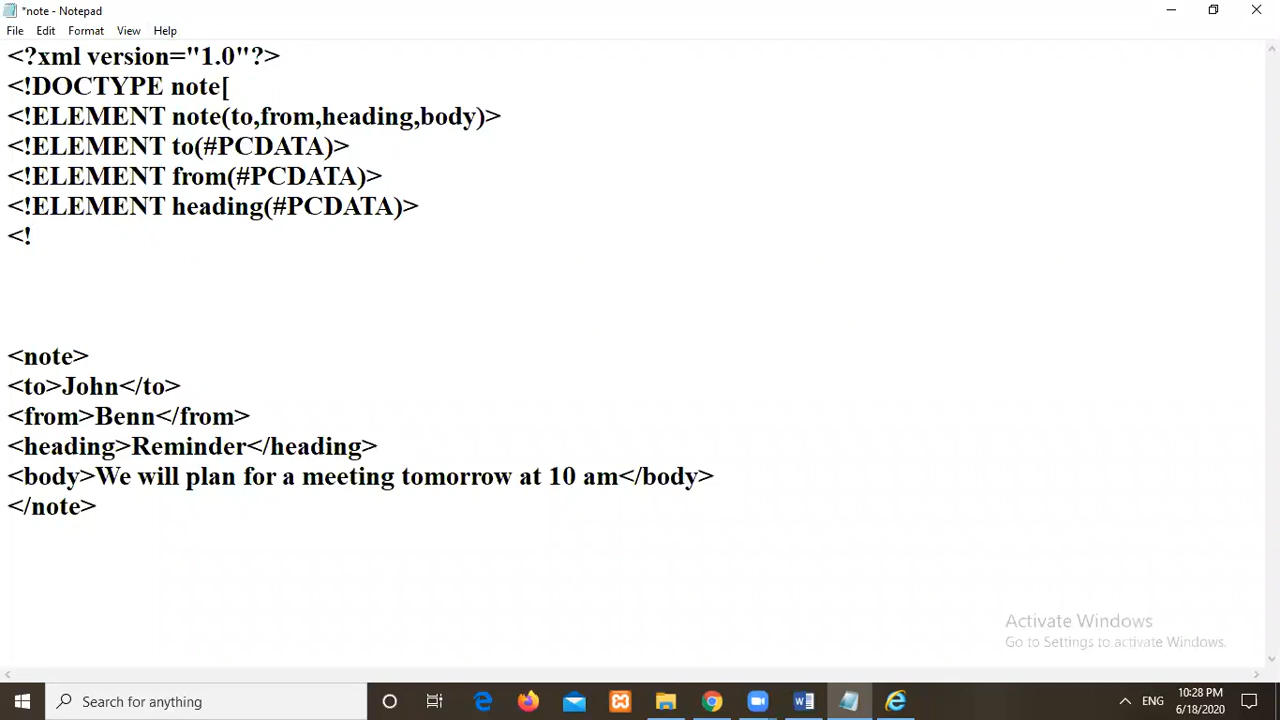 *note - Notepad
File Edit Format View Help
<?xml version="1.0"?>
<!DOCTYPE note[
<!ELEMENT note(to,from,heading,body)>
<!ELEMENT to(#PCDATA)>
<!ELEMENT from(#PCDATA)>
<!ELEMENT heading(#PCDATA)>
<!
<note>
<to>John</to>
<from>Benn</from>
<heading>Reminder</heading>
<body>We will plan for a meeting tomorrow at 10 am</body>
</note>
Activate Windows
Go to Settings to activate Windows.
Search for anything
ENG
10:28 PM
6/18/2020